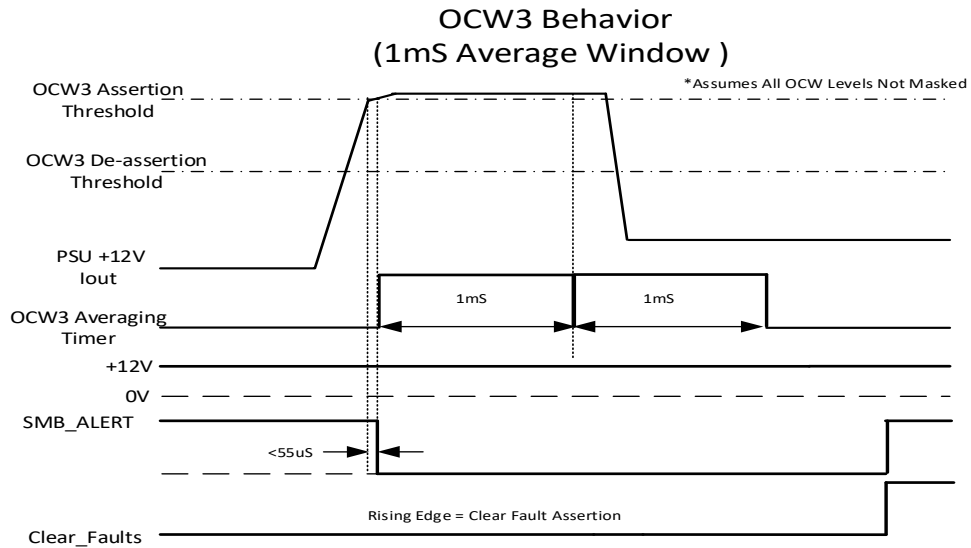 OCW3 Behavior
(1mS Average Window )
*Assumes All OCW Levels Not Masked
OCW3 Assertion
Threshold
OCW3 De-assertion
Threshold
PSU +12V
Iout
1mS
1mS
OCW3 Averaging
Timer
+12V
0V
SMB_ALERT
<55uS
Rising Edge = Clear Fault Assertion
Clear_Faults